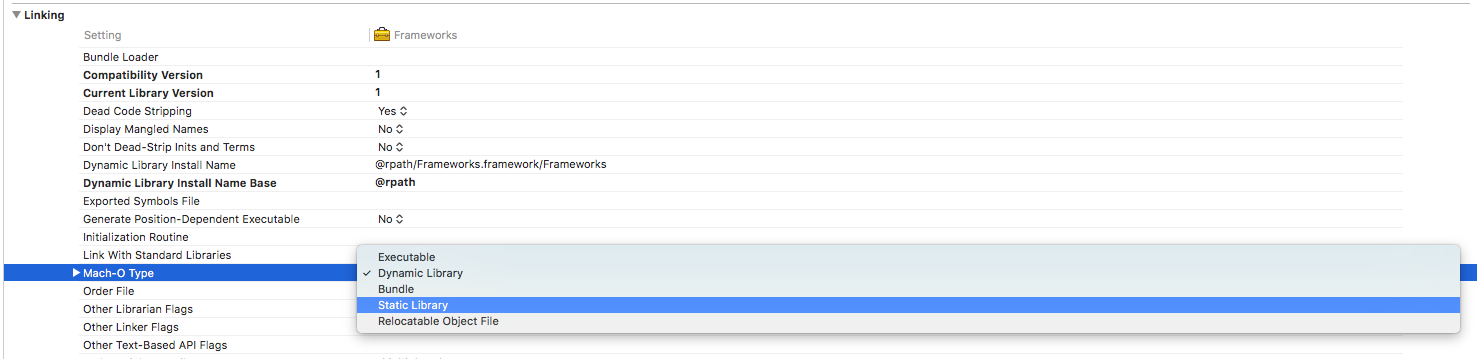 Linking
Setting Frameworks
Bundle Loader
Compatibility Version 1
Current Library Version 1
Dead Code Stripping Yes
Display Mangled Names No
Don't Dead-Strip Inits and Terms No
Dynamic Library Install Name @rpath/Frameworks.framework/Frameworks
Dynamic Library Install Name Base @rpath
Exported Symbols File
Generate Position-Dependent Executable No
Initialization Routine
Link With Standard Libraries Executable
Mach-O Type Dynamic Library
Order File Bundle
Other Librarian Flags Static Library
Other Linker Flags Relocatable Object File
Other Text-Based API Flags